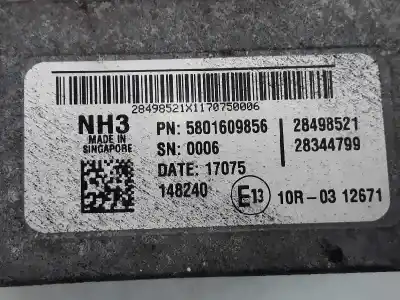 28498521X1170750006
NH3
MADE IN
SINGAPORE
PN: 5801609856
SN: 0006
DATE: 17075
148240
28498521
28344799
E13
10R-03 12671